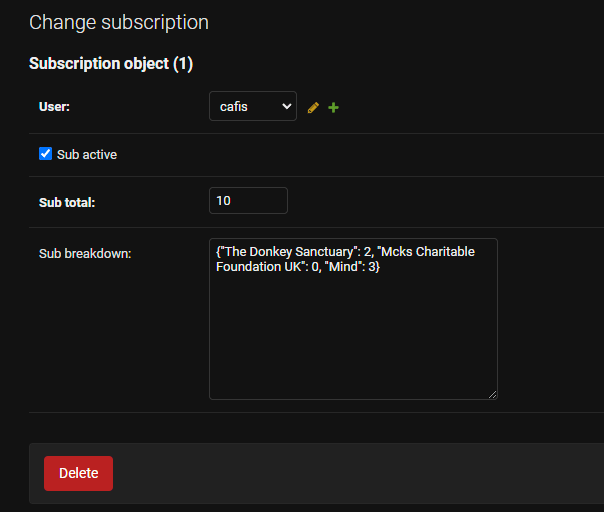 Change subscription
Subscription object (1)
User:
cafis
Sub active
Sub total:
10
Sub breakdown:
{"The Donkey Sanctuary": 2, "Mcks Charitable
Foundation UK": 0, "Mind": 3}
Delete